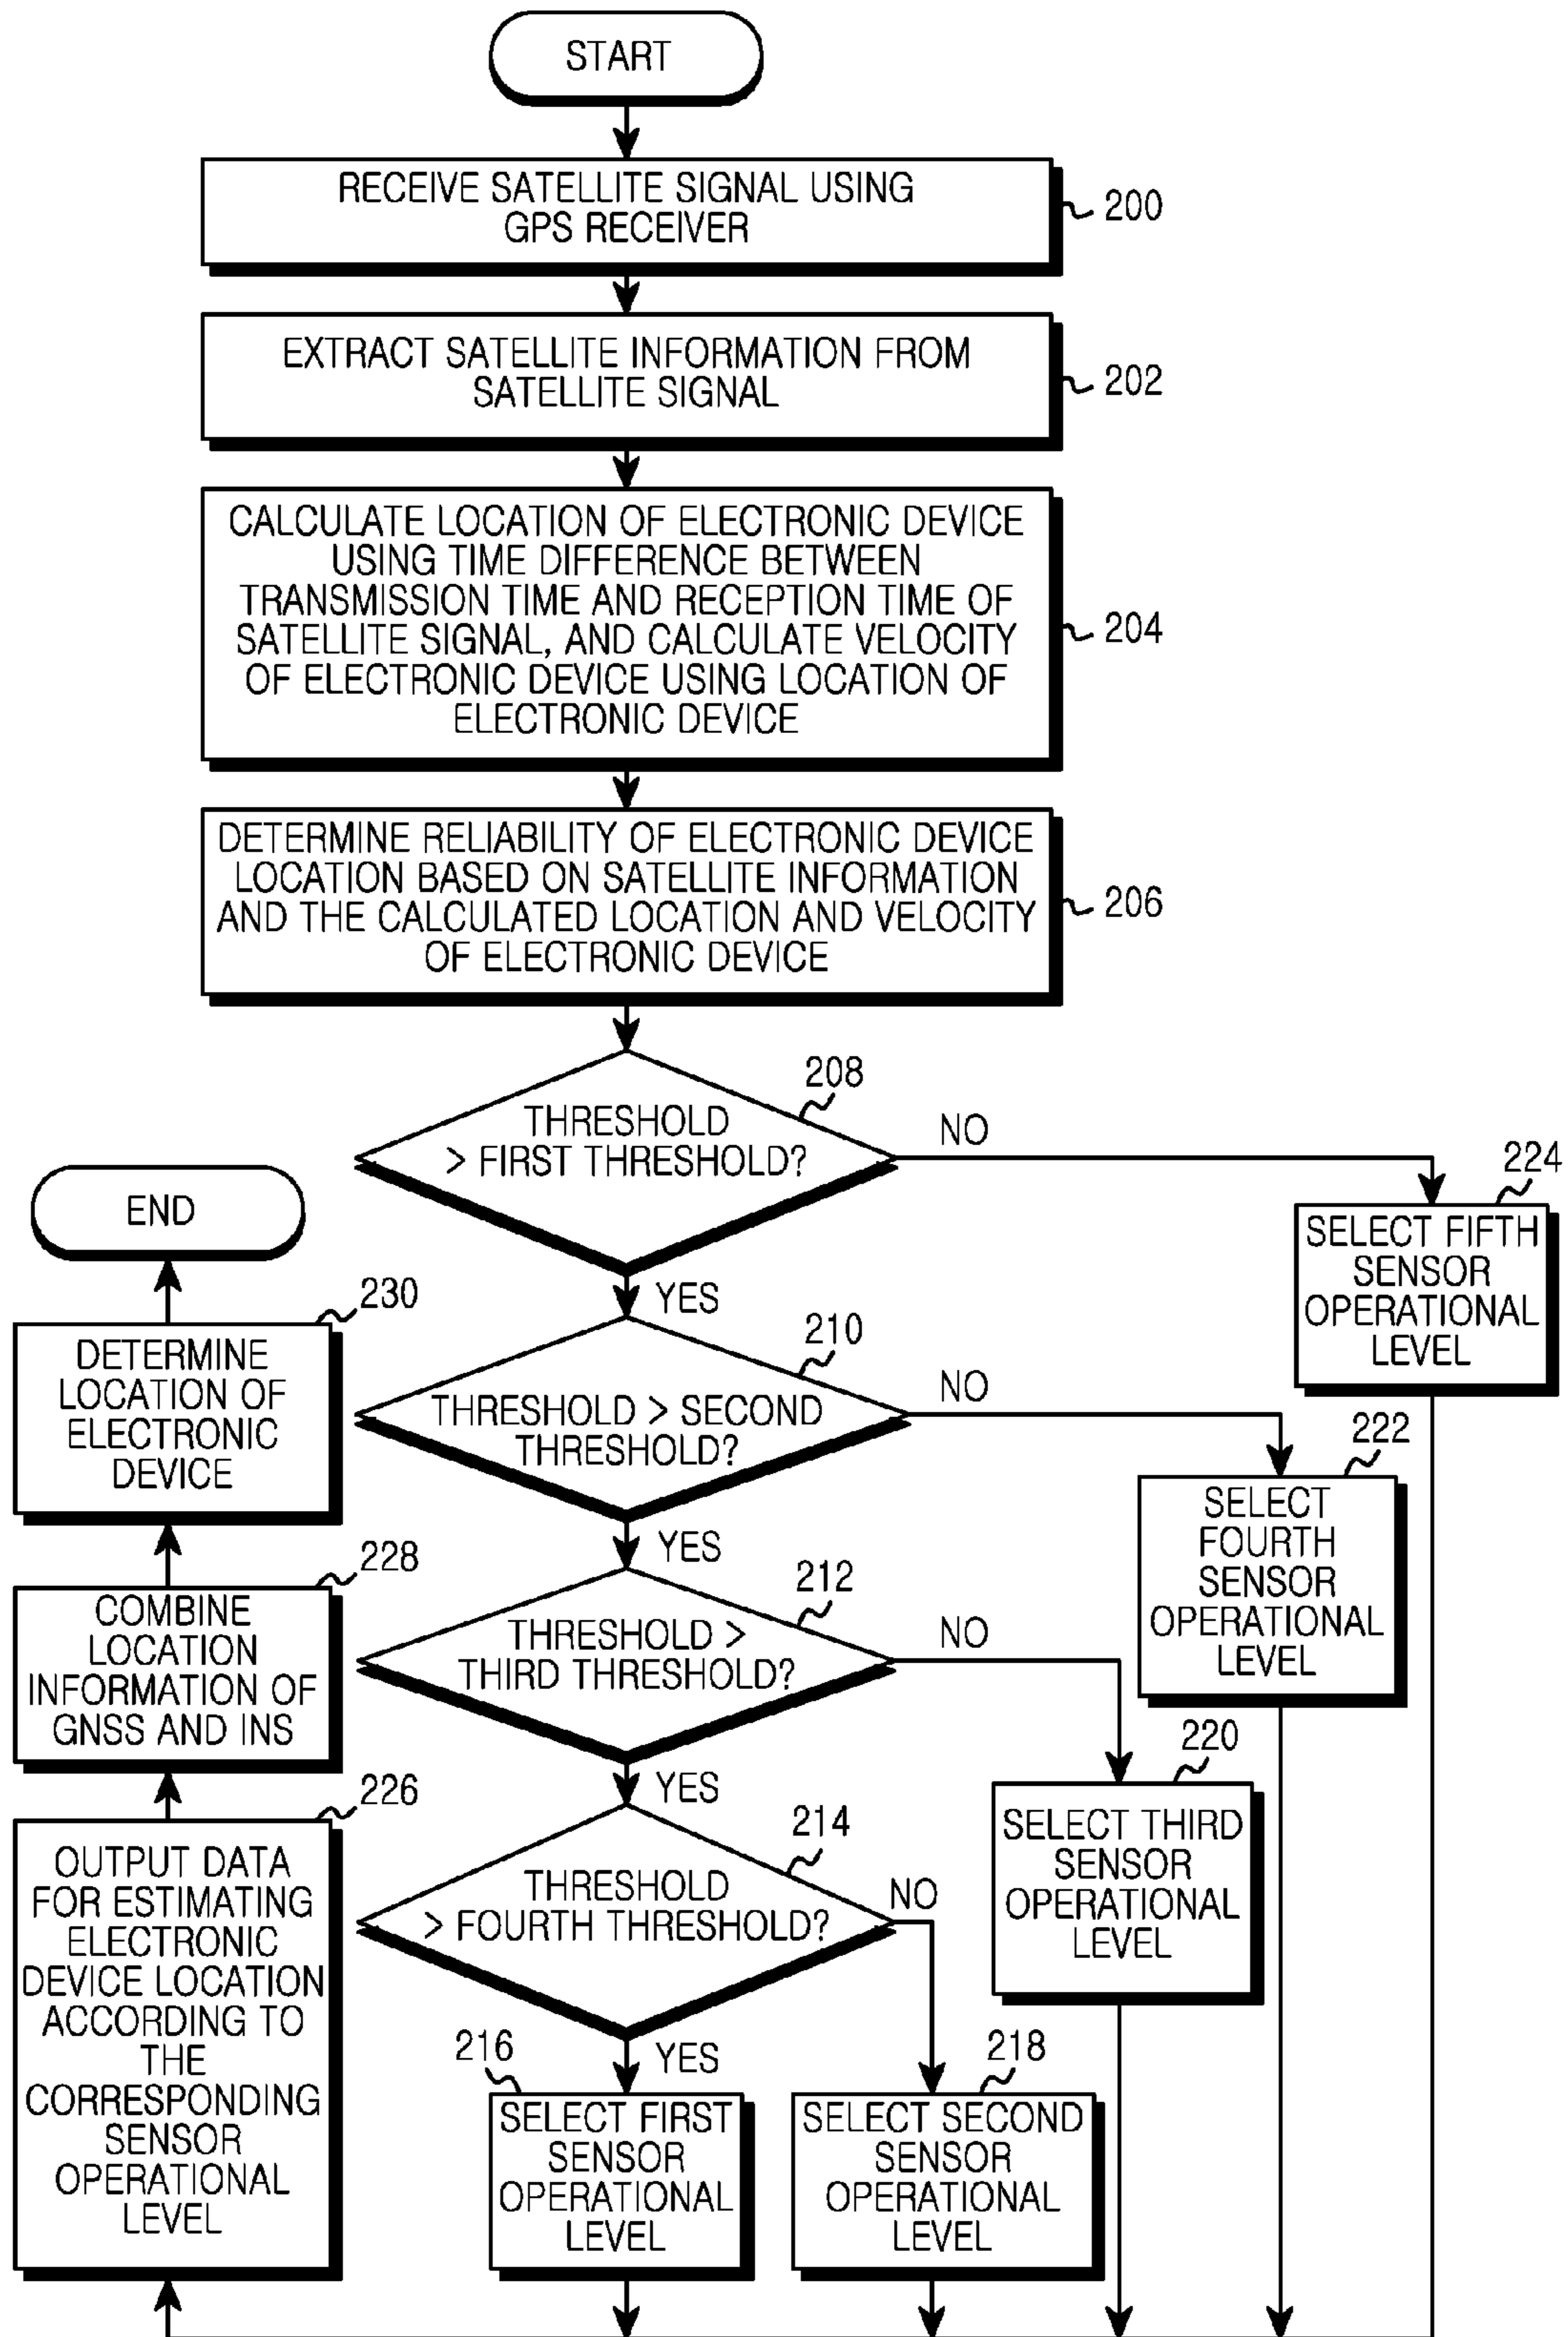 START
RECEIVE SATELLITE SIGNAL USING
GPS RECEIVER
200
EXTRACT SATELLITE INFORMATION FROM
SATELLITE SIGNAL
202
CALCULATE LOCATION OF ELECTRONIC DEVICE
USING TIME DIFFERENCE BETWEEN
TRANSMISSION TIME AND RECEPTION TIME OF
SATELLITE SIGNAL, AND CALCULATE VELOCITY
OF ELECTRONIC DEVICE USING LOCATION OF
ELECTRONIC DEVICE
204
DETERMINE RELIABILITY OF ELECTRONIC DEVICE
LOCATION BASED ON SATELLITE INFORMATION
AND THE CALCULATED LOCATION AND VELOCITY
OF ELECTRONIC DEVICE
206
208
THRESHOLD
> FIRST THRESHOLD?
NO
YES
224
SELECT FIFTH
SENSOR
OPERATIONAL
LEVEL
210
THRESHOLD > SECOND
THRESHOLD?
NO
YES
222
SELECT
FOURTH
SENSOR
OPERATIONAL
LEVEL
212
THRESHOLD >
THIRD THRESHOLD?
NO
YES
220
SELECT THIRD
SENSOR
OPERATIONAL
LEVEL
214
THRESHOLD
> FOURTH THRESHOLD?
NO
YES
216
SELECT FIRST
SENSOR
OPERATIONAL
LEVEL
218
SELECT SECOND
SENSOR
OPERATIONAL
LEVEL
226
OUTPUT DATA
FOR ESTIMATING
ELECTRONIC
DEVICE LOCATION
ACCORDING TO
THE
CORRESPONDING
SENSOR
OPERATIONAL
LEVEL
228
COMBINE
LOCATION
INFORMATION OF
GNSS AND INS
230
DETERMINE
LOCATION OF
ELECTRONIC
DEVICE
END